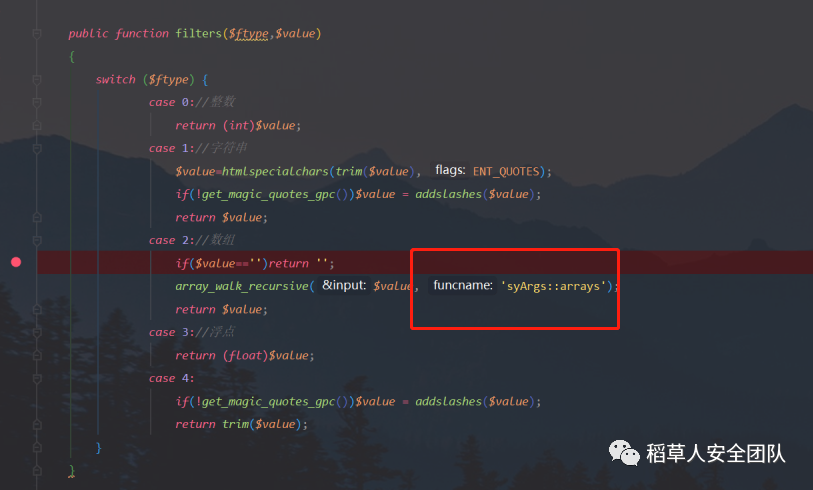 public function filters($ftype,$value)
{
switch ($ftype) {
case 0://整数
return (int)$value;
case 1://字符串
$value=htmlspecialchars(trim($value), flags: ENT_QUOTES);
if(!get_magic_quotes_gpc())$value = addslashes($value);
return $value;
case 2://数组
if($value=='')return '';
array_walk_recursive( &input: $value, funcname: 'syArgs::arrays');
return $value;
case 3://浮点
return (float)$value;
case 4:
if(!get_magic_quotes_gpc())$value = addslashes($value);
return trim($value);
}
}
稻草人安全团队